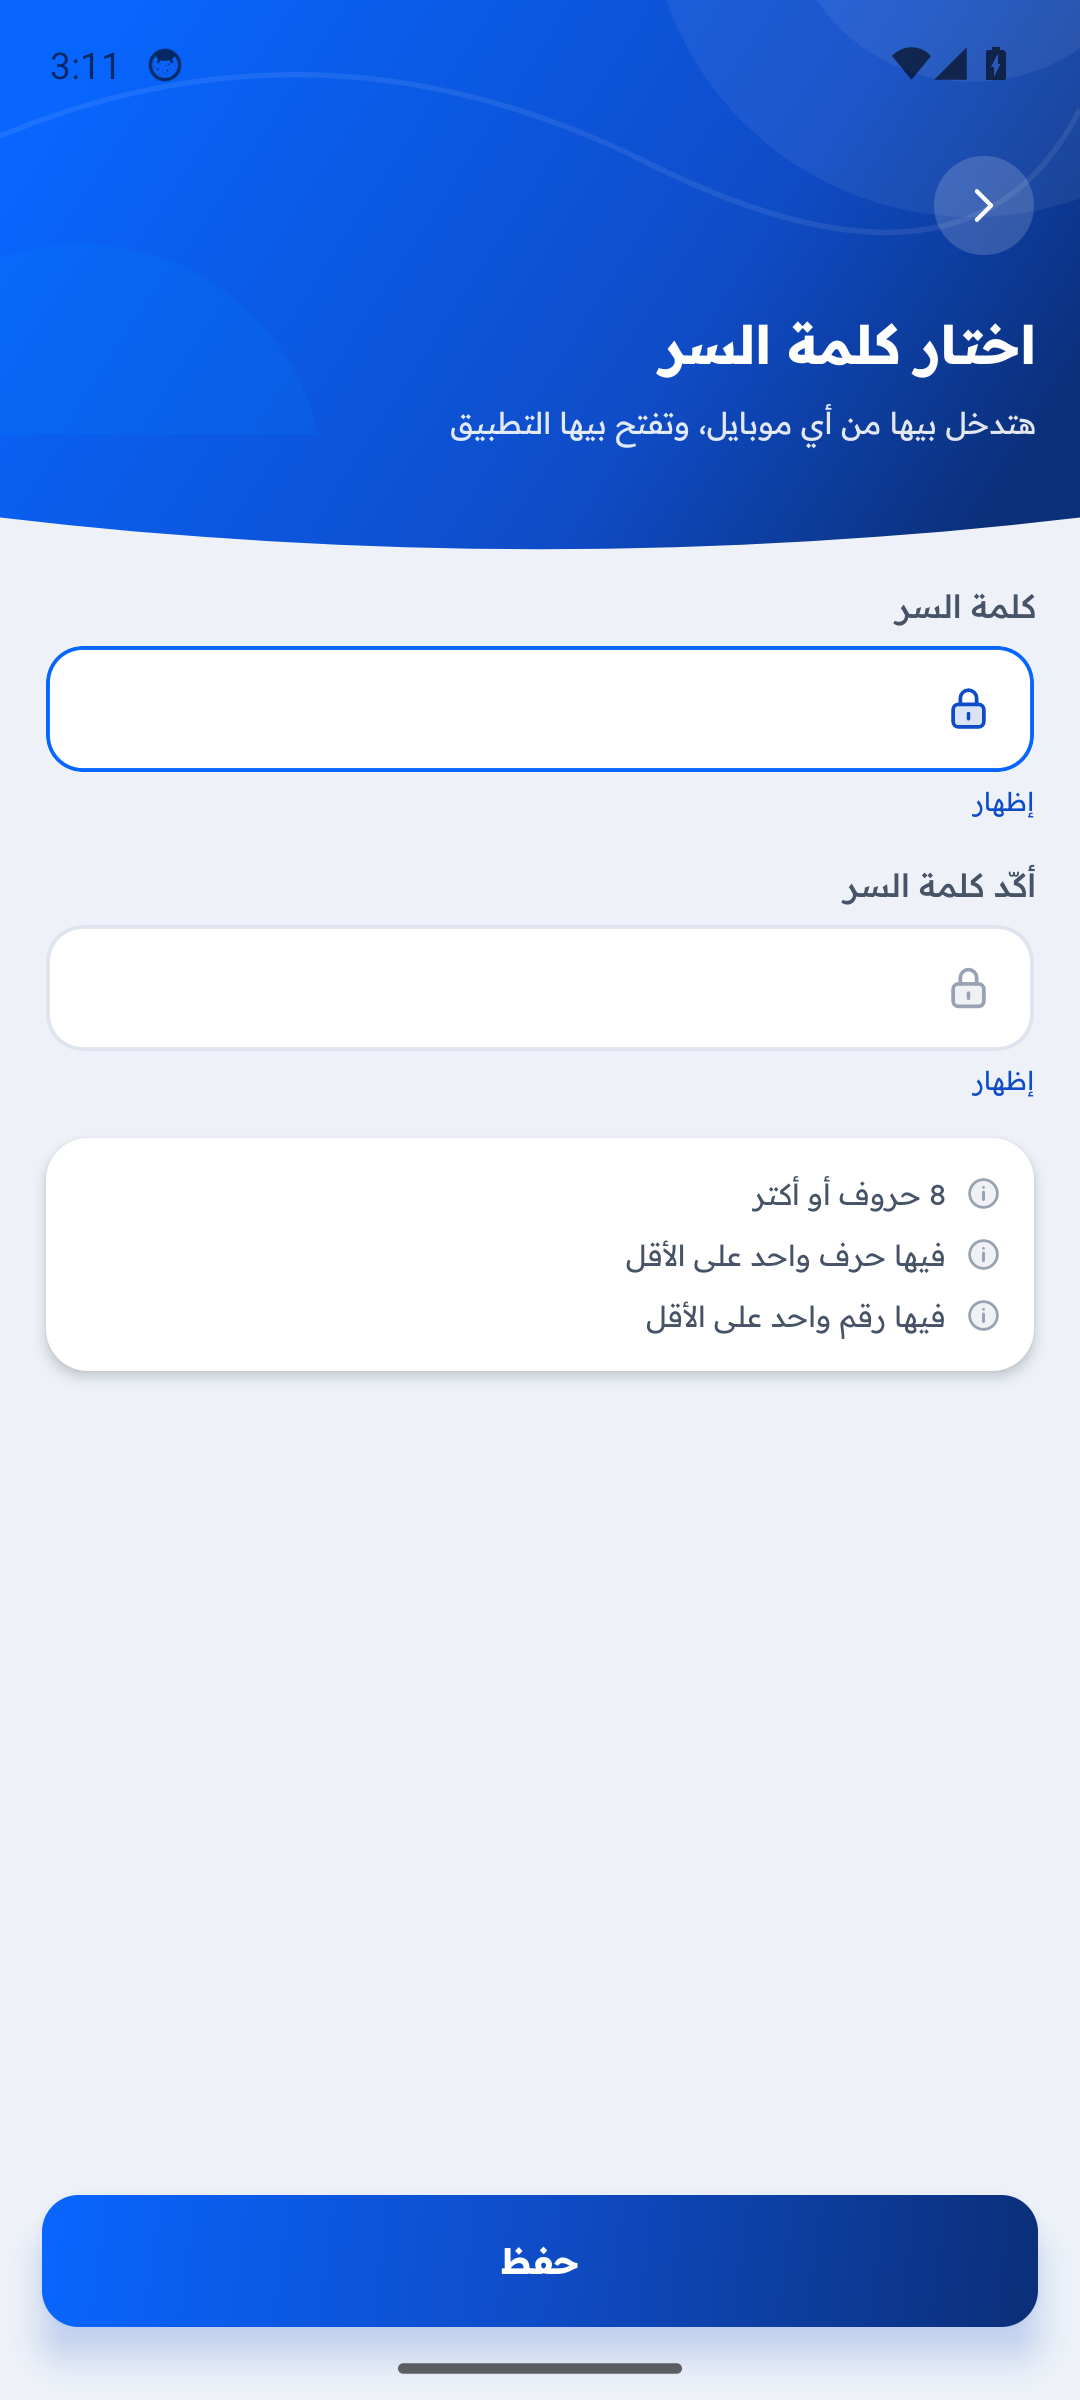 3:11
اختار كلمة السر
هتدخل بيها من أي موبايل، وتفتح بيها التطبيق
كلمة السر
إظهار
أكّد كلمة السر
إظهار
8 حروف أو أكتر
فيها حرف واحد على الأقل
فيها رقم واحد على الأقل
حفظ